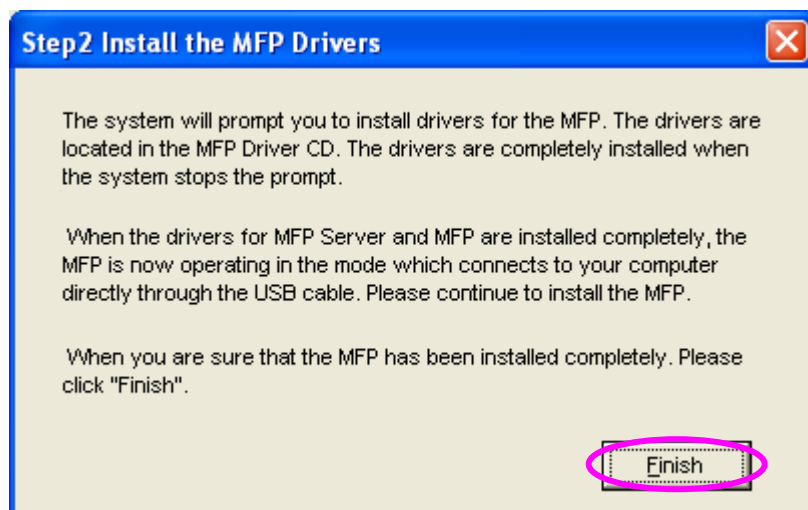 Step2 Install the MFP Drivers
The system will prompt you to install drivers for the MFP. The drivers are
located in the MFP Driver CD. The drivers are completely installed when
the system stops the prompt.
When the drivers for MFP Server and MFP are installed completely, the
MFP is now operating in the mode which connects to your computer
directly through the USB cable. Please continue to install the MFP.
When you are sure that the MFP has been installed completely. Please
click "Finish".
Finish